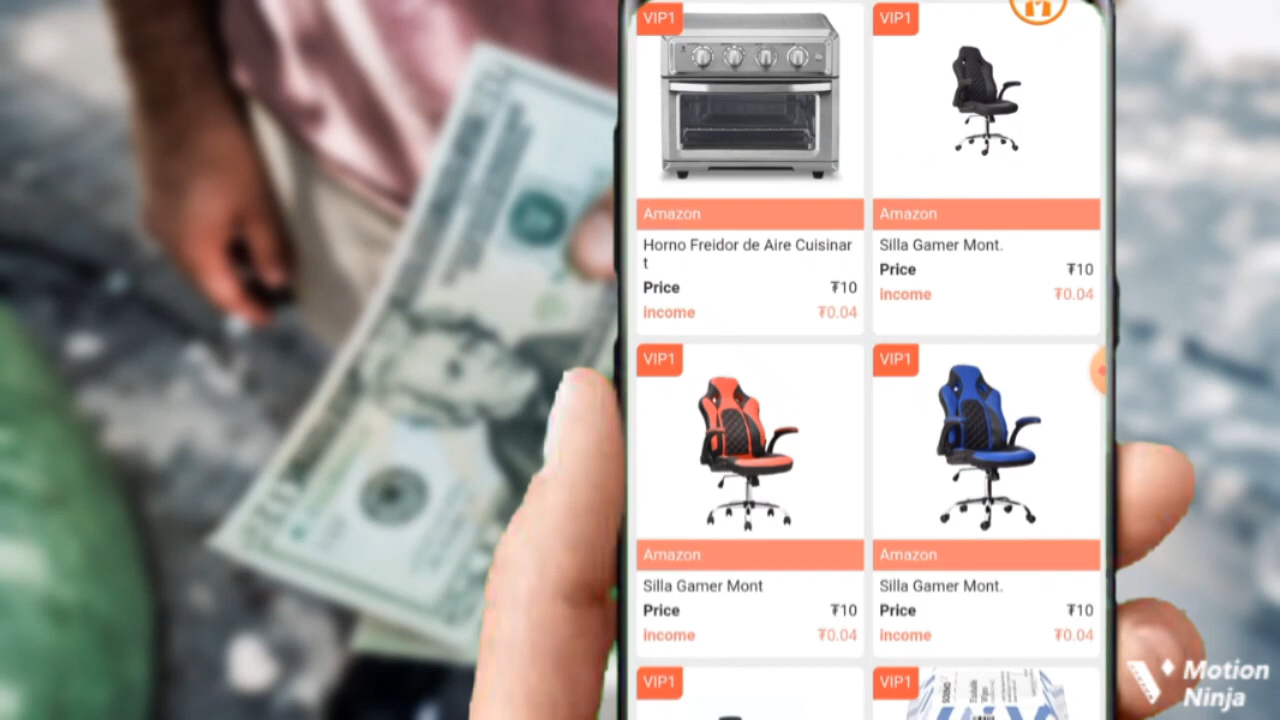 VIP1
Amazon
Horno Freidor de Aire Cuisinar
t
Price ₮10
income ₮0.04
VIP1
Amazon
Silla Gamer Mont.
Price ₮10
income ₮0.04
VIP1
Amazon
Silla Gamer Mont
Price ₮10
income ₮0.04
VIP1
Amazon
Silla Gamer Mont.
Price ₮10
income ₮0.04
VIP1
VIP1
Motion
Ninja